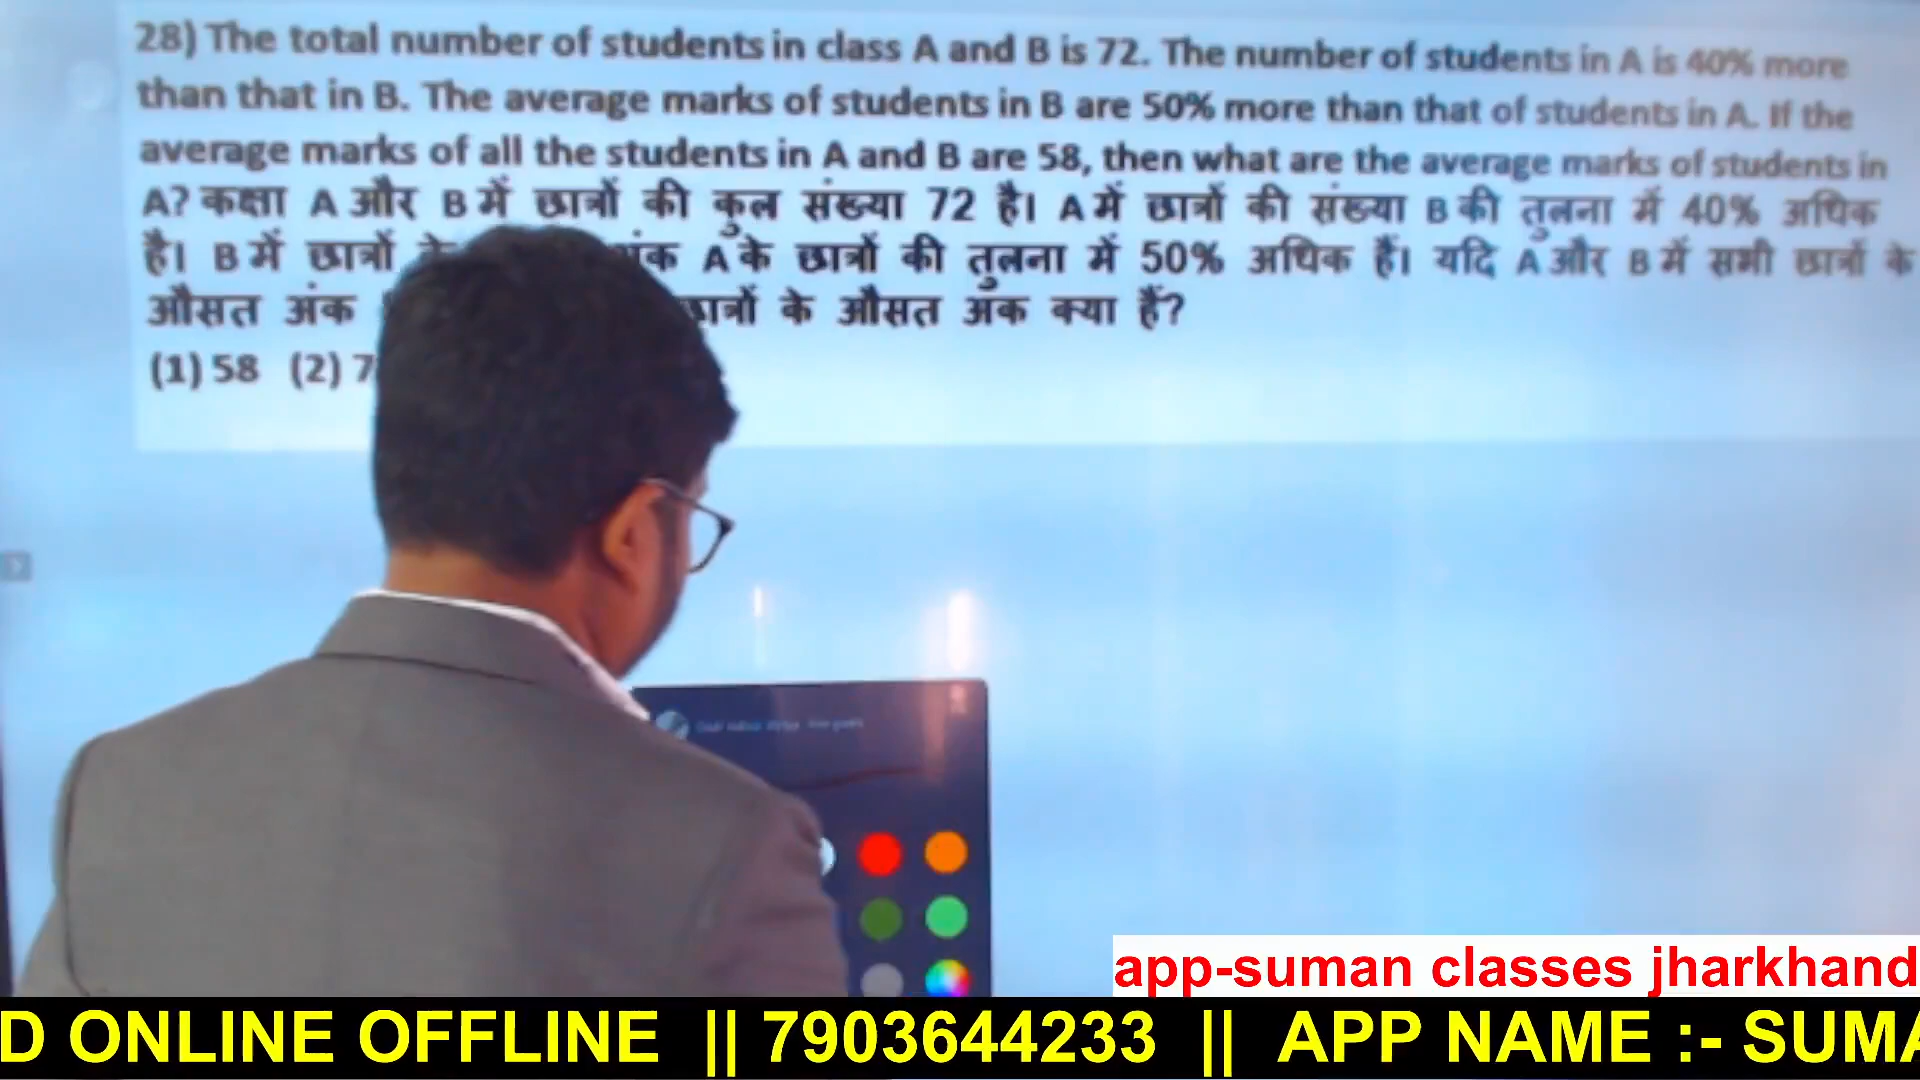 28) The total number of students in class A and B is 72. The number of students in A is 40% more
than that in B. The average marks of students in B are 50% more than that of students in A. If the
average marks of all the students in A and B are 58, then what are the average marks of students in
A? कक्षा A और B में छात्रों की कुल संख्या 72 है। A में छात्रों की संख्या B की तुलना में 40% अधिक
है। B में छात्रों के अंक A के छात्रों की तुलना में 50% अधिक हैं। यदि A और B में सभी छात्रों के
औसत अंक छात्रों के औसत अंक क्या हैं?
(1) 58 (2) 7
app-suman classes jharkhand
D ONLINE OFFLINE || 7903644233 || APP NAME :- SUMA